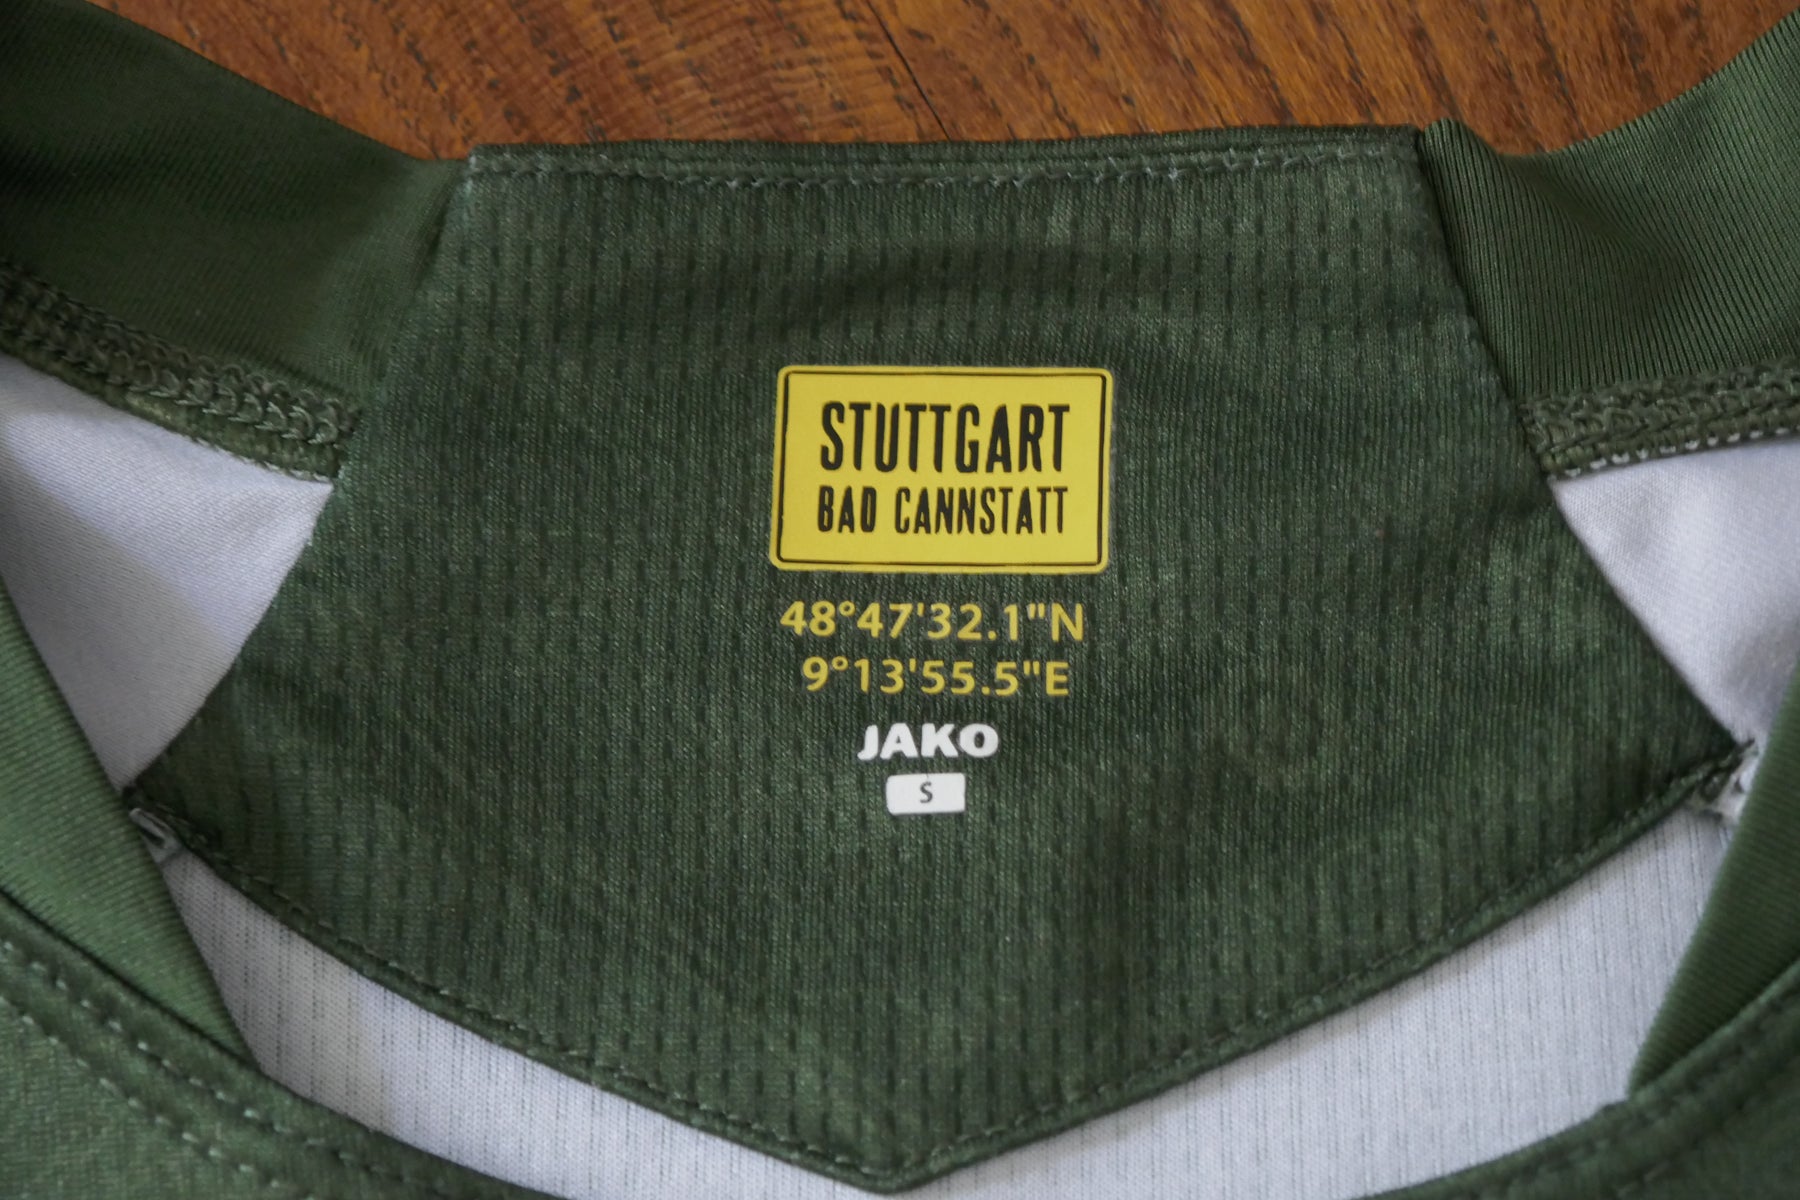 STUTTGART
BAD CANNSTATT
48°47'32.1"N
9°13'55.5"E
JAKO
S